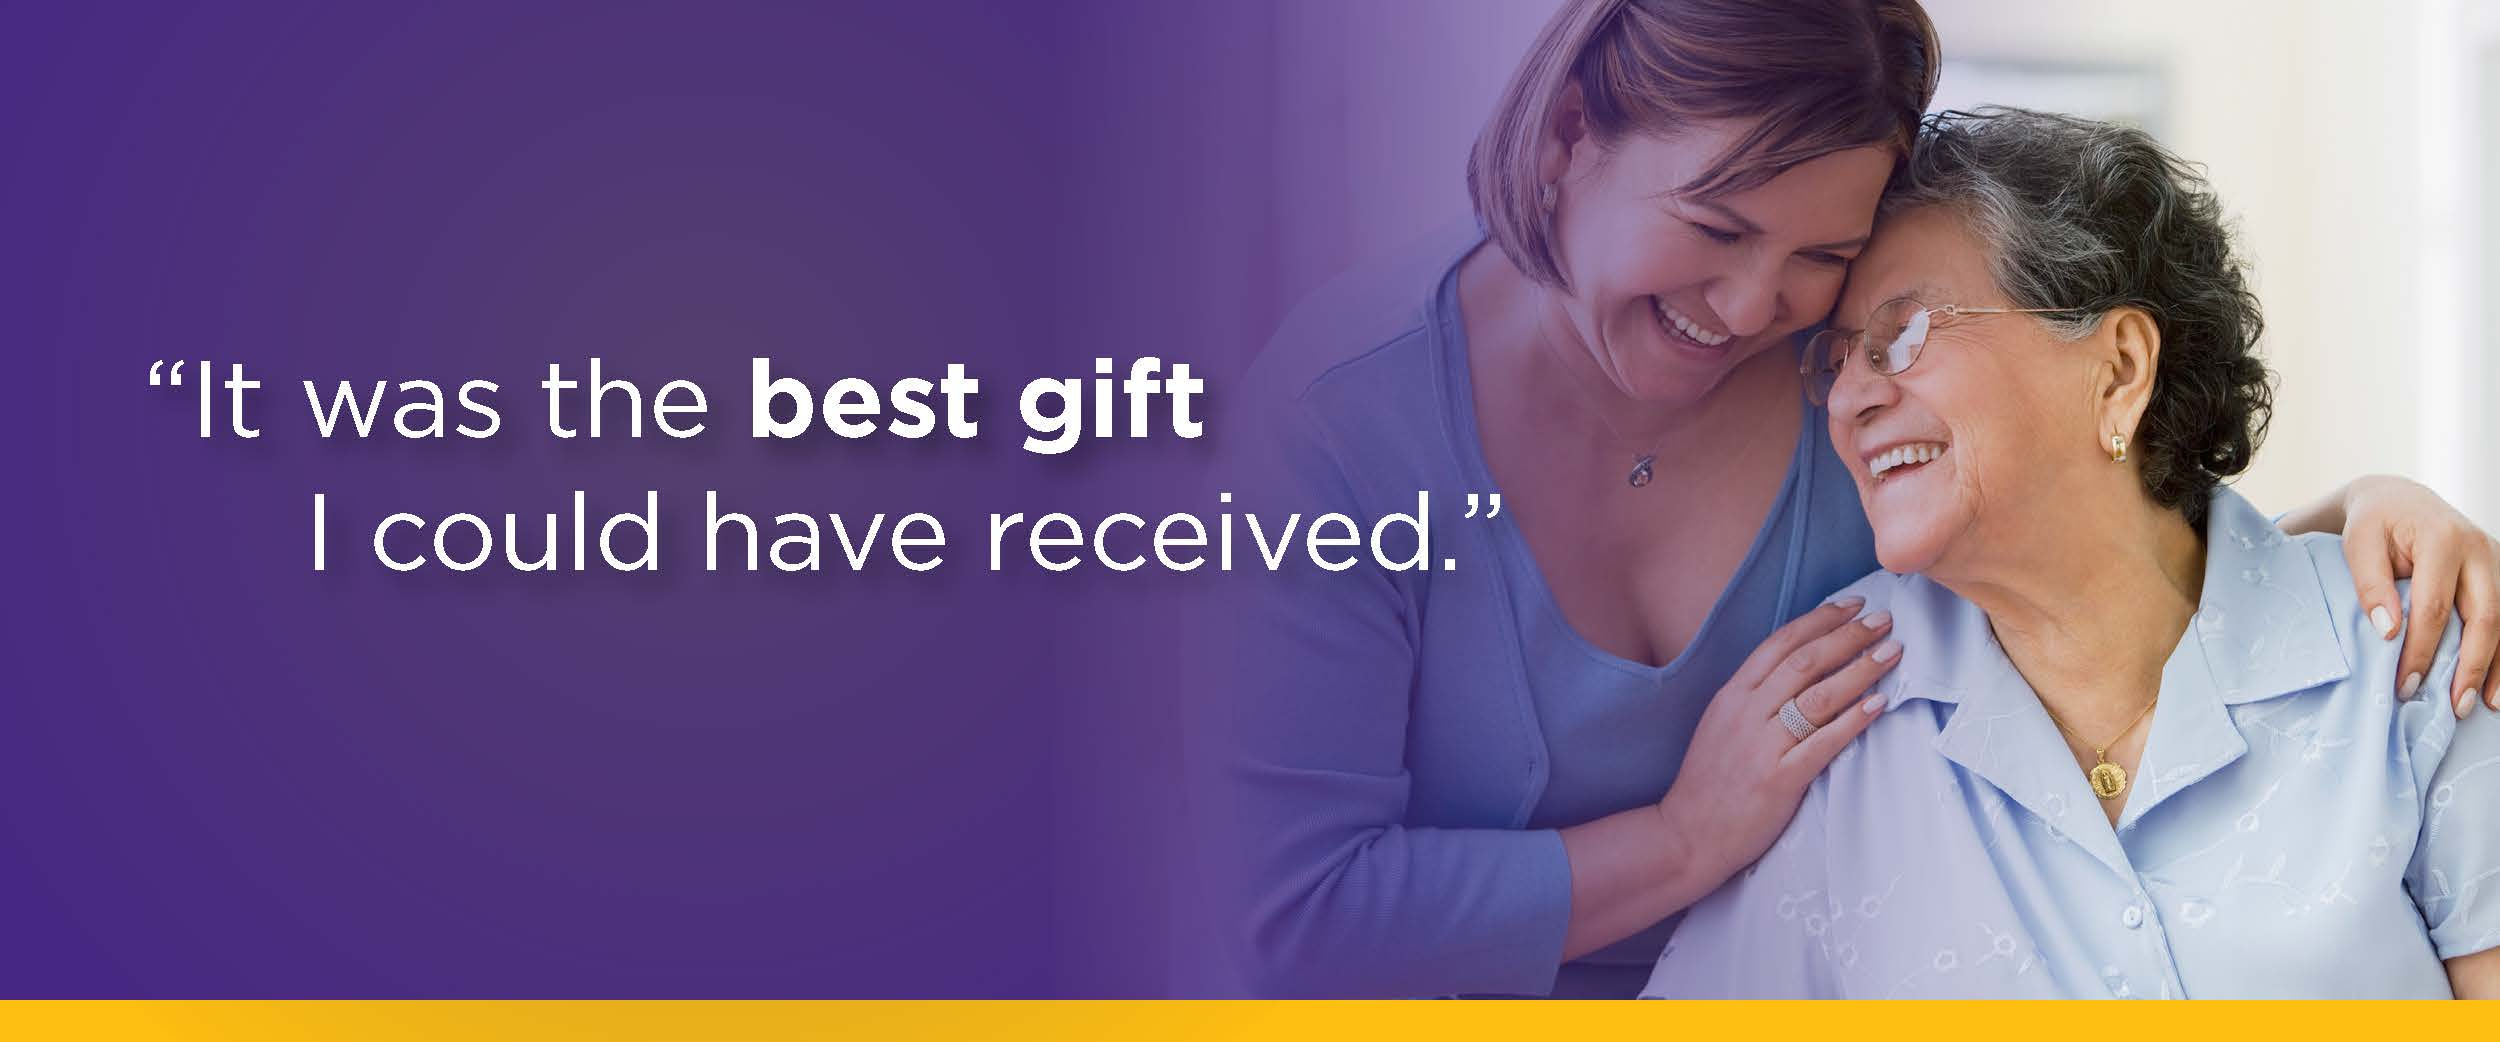 “It was the best gift
I could have received.”